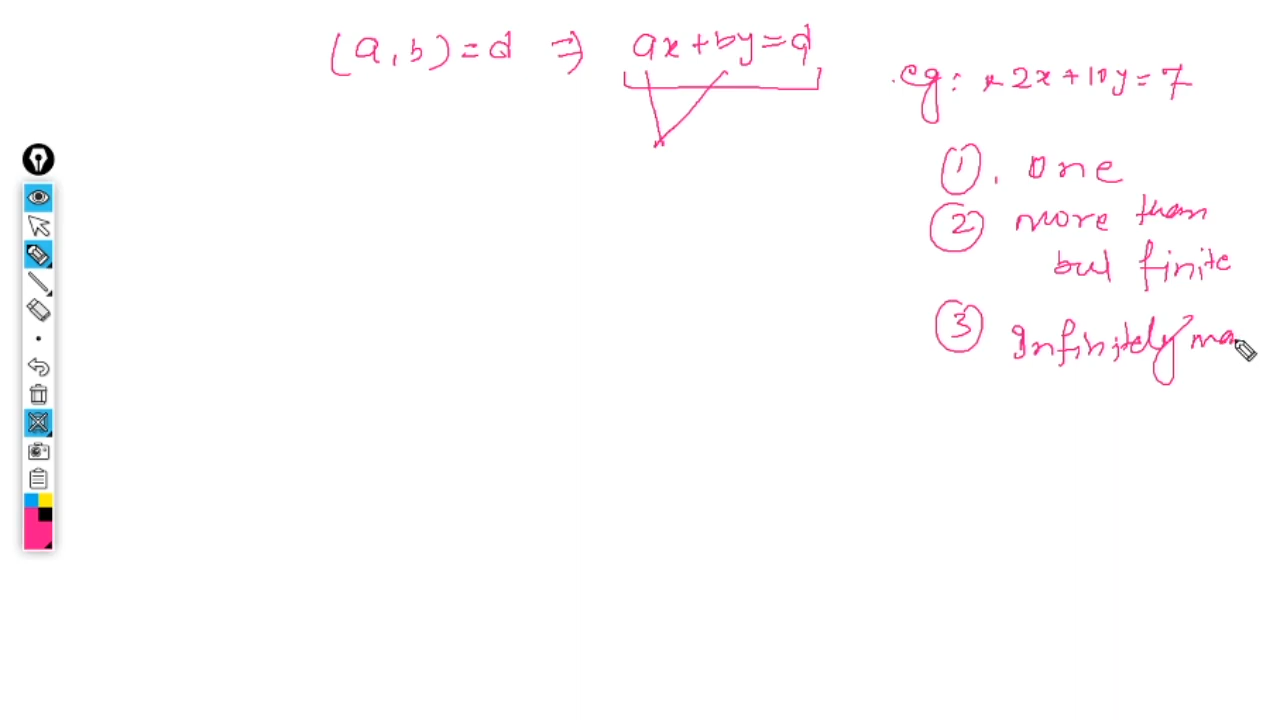 (a, b) = d ⇒ ax + by = d
eg: 2x + 10y = 7
① . One
② more than
but finite
③ Infinitely ma